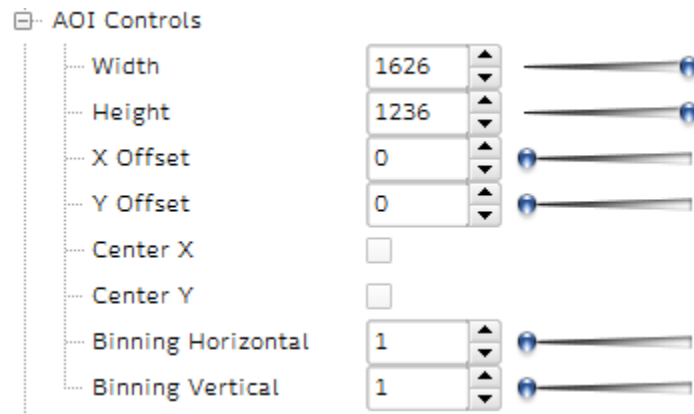 AOI Controls
Width 1626
Height 1236
X Offset 0
Y Offset 0
Center X
Center Y
Binning Horizontal 1
Binning Vertical 1